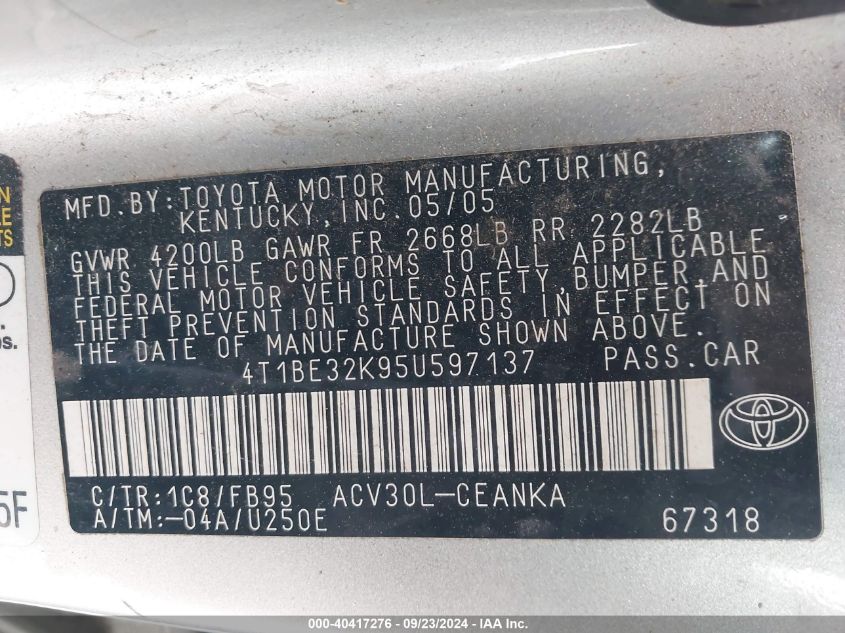 MFD.BY:TOYOTA MOTOR MANUFACTURING,
KENTUCKY,INC.05/05
GVWR 4200LB GAWR FR 2668LB RR 2282LB
THIS VEHICLE CONFORMS TO ALL APPLICABLE
FEDERAL MOTOR VEHICLE SAFETY,BUMPER,AND
THEFT PREVENTION STANDARDS IN EFFECT ON
THE DATE OF MANUFACTURE SHOWN ABOVE.
4T1BE32K95U597137 PASS.CAR
C/TR:1C8/FB95 ACV30L-CEANKA
A/TM:-04A/U250E 67318
5F
000-40417276 - 09/23/2024 - IAA, Inc.